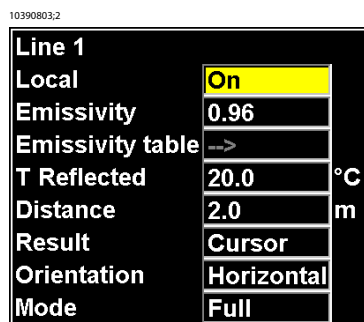 10390803;2
Line 1
Local On
Emissivity 0.96
Emissivity table -->
T Reflected 20.0 °C
Distance 2.0 m
Result Cursor
Orientation Horizontal
Mode Full